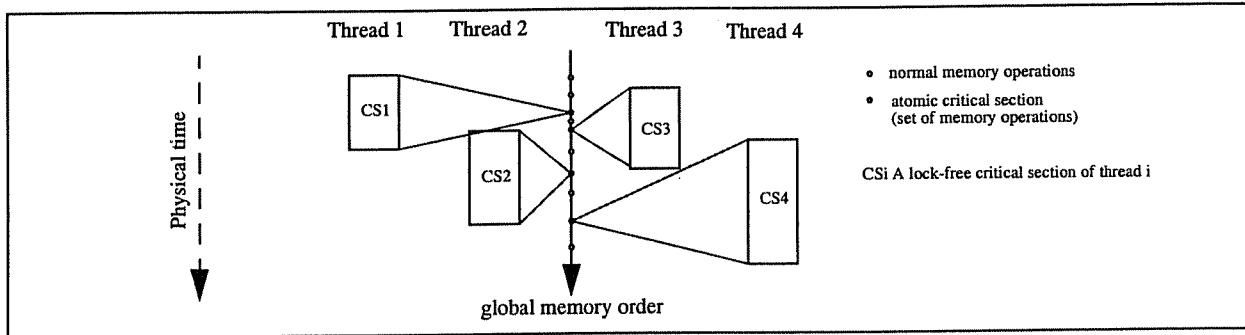 Thread 1 Thread 2 Thread 3 Thread 4
normal memory operations
atomic critical section
(set of memory operations)
CS1
CS3
CS2
CS4
CSi A lock-free critical section of thread i
Physical time
global memory order